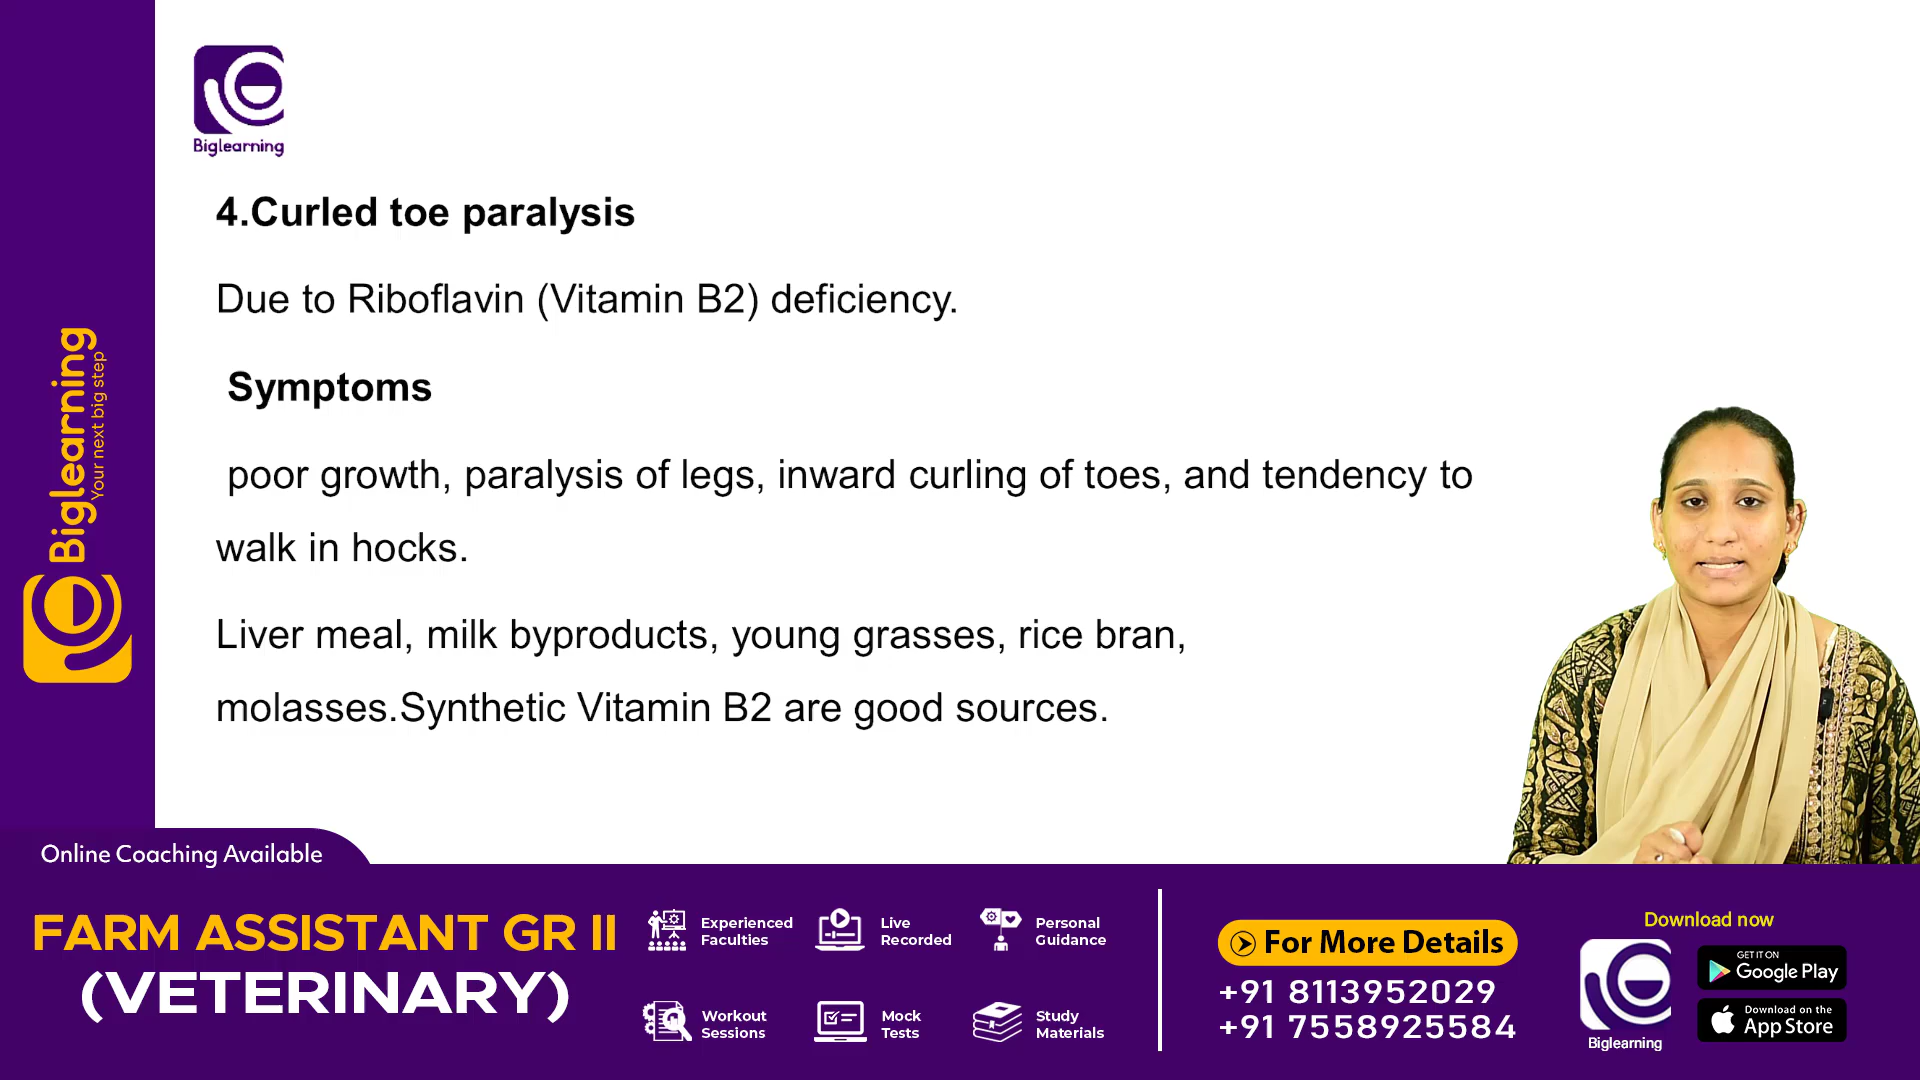 Biglearning
4.Curled toe paralysis
Due to Riboflavin (Vitamin B2) deficiency.
Symptoms
poor growth, paralysis of legs, inward curling of toes, and tendency to
walk in hocks.
Liver meal, milk byproducts, young grasses, rice bran,
molasses.Synthetic Vitamin B2 are good sources.
Biglearning
Your next big step
Online Coaching Available
FARM ASSISTANT GR II
(VETERINARY)
Experienced
Faculties
Live
Recorded
Personal
Guidance
Workout
Sessions
Mock
Tests
Study
Materials
For More Details
+91 8113952029
+91 7558925584
Download now
Biglearning
GET IT ON
Google Play
Download on the
App Store